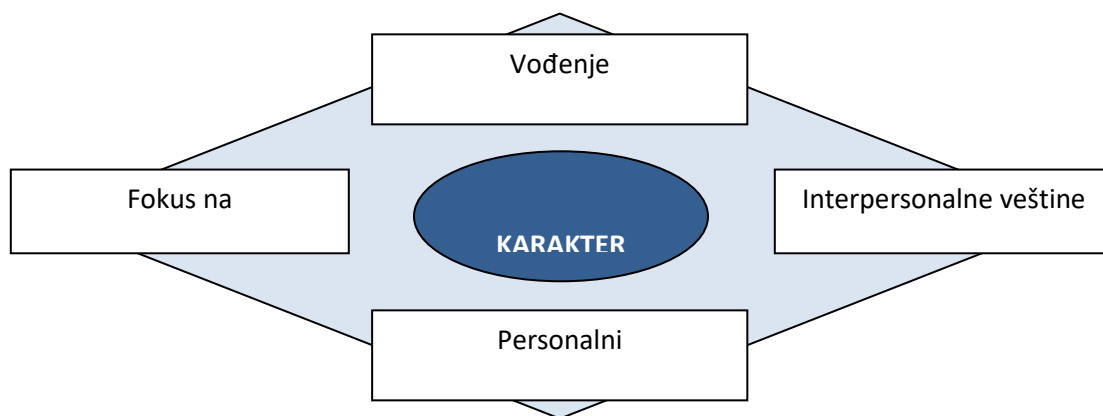 Vođenje
Fokus na
Interpersonalne veštine
KARAKTER
Personalni